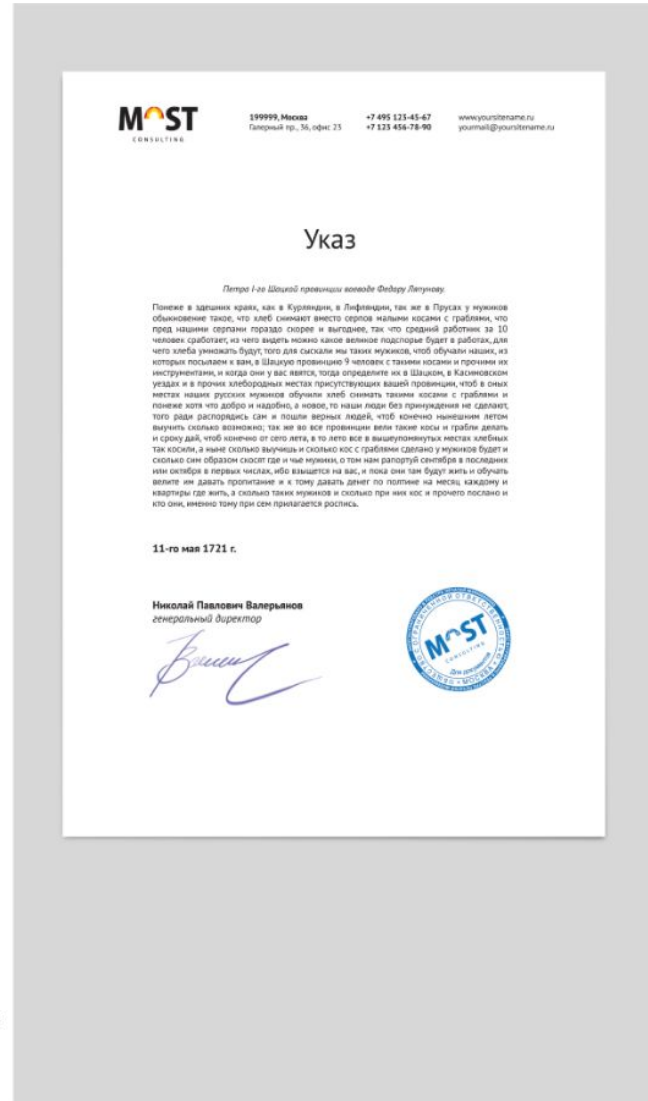 MOST
CONSULTING
199999, Москва
Галерный пр., 36, офис 23
+7 495 123-45-67
+7 123 456-78-90
www.yoursitename.ru
yourmail@yoursitename.ru
Указ
Петра I-го Шацкой провинции воеводе Федару Ляпунову.
Понеже в здешних краях, как в Курляндии, в Лифляндии, так же в Прусах у мужиков
обыкновение такое, что хлеб снимают вместо серпов малыми косами с граблями, что
пред нашими серпами гораздо скорее и выгоднее, так что средний работник за 10
человек сработает, из чего видеть можно какое великое подспорье будет в работах, для
чего хлеба умножать будут, того для сыскали мы таких мужиков, чтоб обучали наших, из
которых посылаем к вам, в Шацкую провинцию 9 человек с такими косами и прочими их
инструментами, и когда они у вас явятся, тогда определите их в Шацком, в Касимовском
уездах и в прочих хлебородных местах присутствующих вашей провинции, чтоб в оных
местах наших русских мужиков обучили хлеб снимать такими косами с граблями и
понеже хотя что добро и надобно, а новое, то наши люди без принуждения не сделают,
того ради распорядись сам и пошли верных людей, чтоб конечно нынешним летом
выучить сколько возможно; так же во все провинции вели такие косы и грабли делать
и сроку дай, чтоб конечно от сего лета, в то лето все в вышеупомянутых местах хлебных
так косили, а ныне сколько выучишь и сколько кос с граблями сделано у мужиков будет и
сколько сим образом скосят где и чье мужики, о том нам рапортуй сентября в последних
или октября в первых числах, ибо взыщется на вас, и пока они там будут жить и обучать
велите им давать пропитание и к тому давать денег по полтине на месяц каждому и
квартиры где жить, а сколько таких мужиков и сколько при них кос и прочего послано и
кто они, именно тому при сем прилагается роспись.
11-го мая 1721 г.
Николай Павлович Валерьянов
генеральный директор
ОБЩЕСТВО С ОГРАНИЧЕННОЙ ОТВЕТСТВЕННОСТЬЮ
MOST
CONSULTING
Для документов
МОСКВА